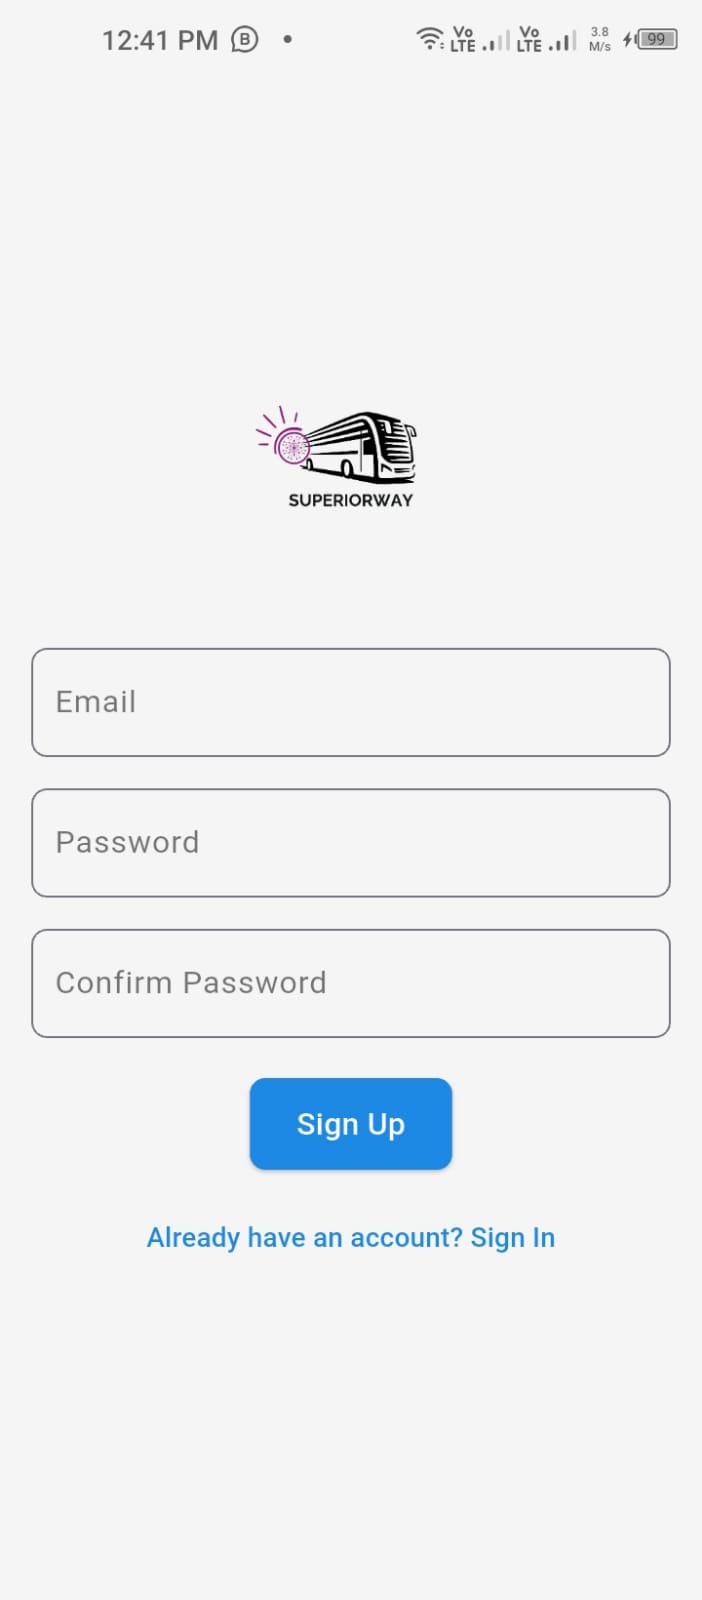 12:41 PM B Vo LTE Vo LTE 3.8 M/s 99
SUPERIORWAY
Email
Password
Confirm Password
Sign Up
Already have an account? Sign In